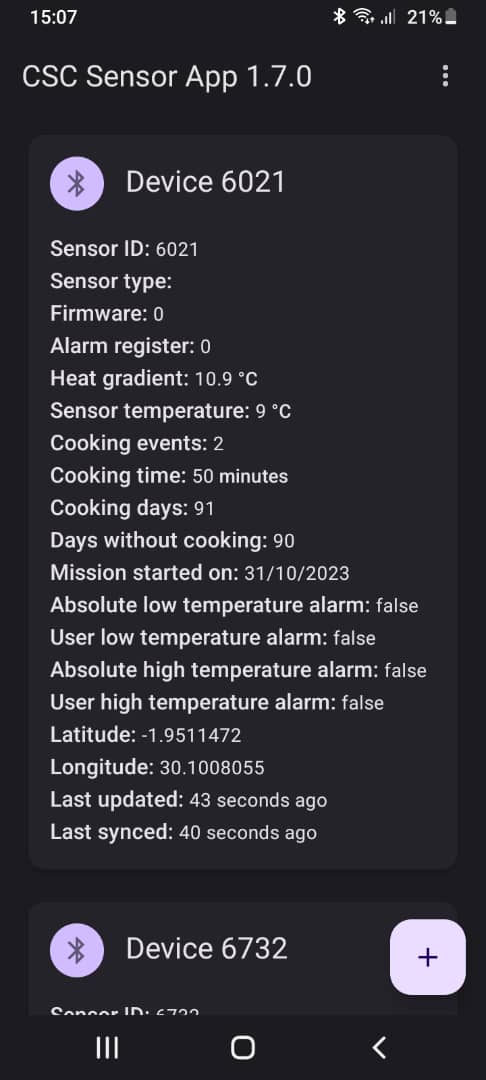 15:07 21%
CSC Sensor App 1.7.0
Device 6021
Sensor ID: 6021
Sensor type:
Firmware: 0
Alarm register: 0
Heat gradient: 10.9 °C
Sensor temperature: 9 °C
Cooking events: 2
Cooking time: 50 minutes
Cooking days: 91
Days without cooking: 90
Mission started on: 31/10/2023
Absolute low temperature alarm: false
User low temperature alarm: false
Absolute high temperature alarm: false
User high temperature alarm: false
Latitude: -1.9511472
Longitude: 30.1008055
Last updated: 43 seconds ago
Last synced: 40 seconds ago
Device 6732
Sensor ID: 6732